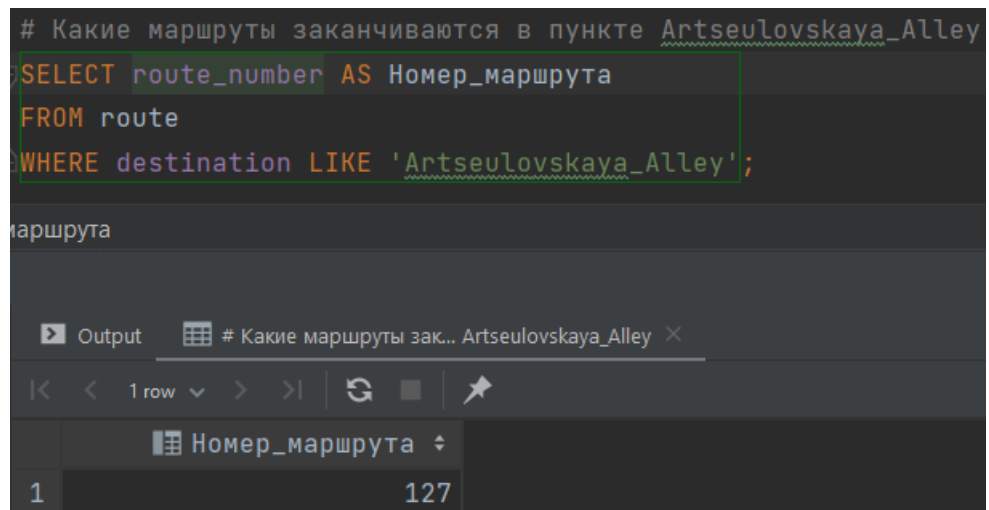 # Какие маршруты заканчиваются в пункте Artseulovskaya_Alley
SELECT route_number AS Номер_маршрута
FROM route
WHERE destination LIKE 'Artseulovskaya_Alley';
маршрута
Output # Какие маршруты зак... Artseulovskaya_Alley
1 row
Номер_маршрута
1 127